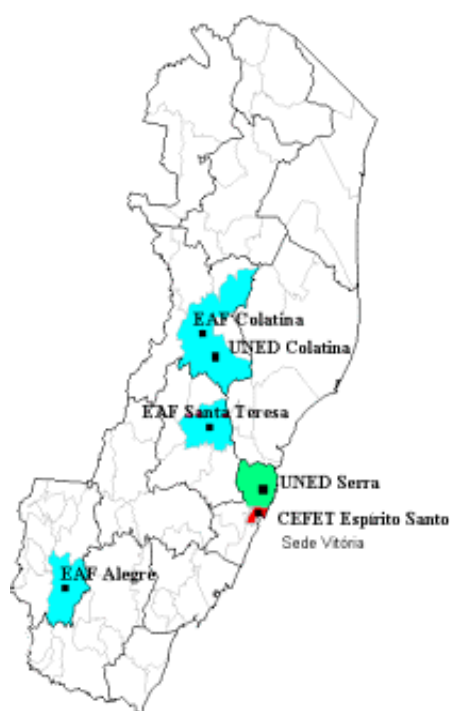 EAF Colatina
UNED Colatina
EAF Santa Teresa
UNED Serra
CEFET Espírito Santo
Sede Vitória
EAF Alegre